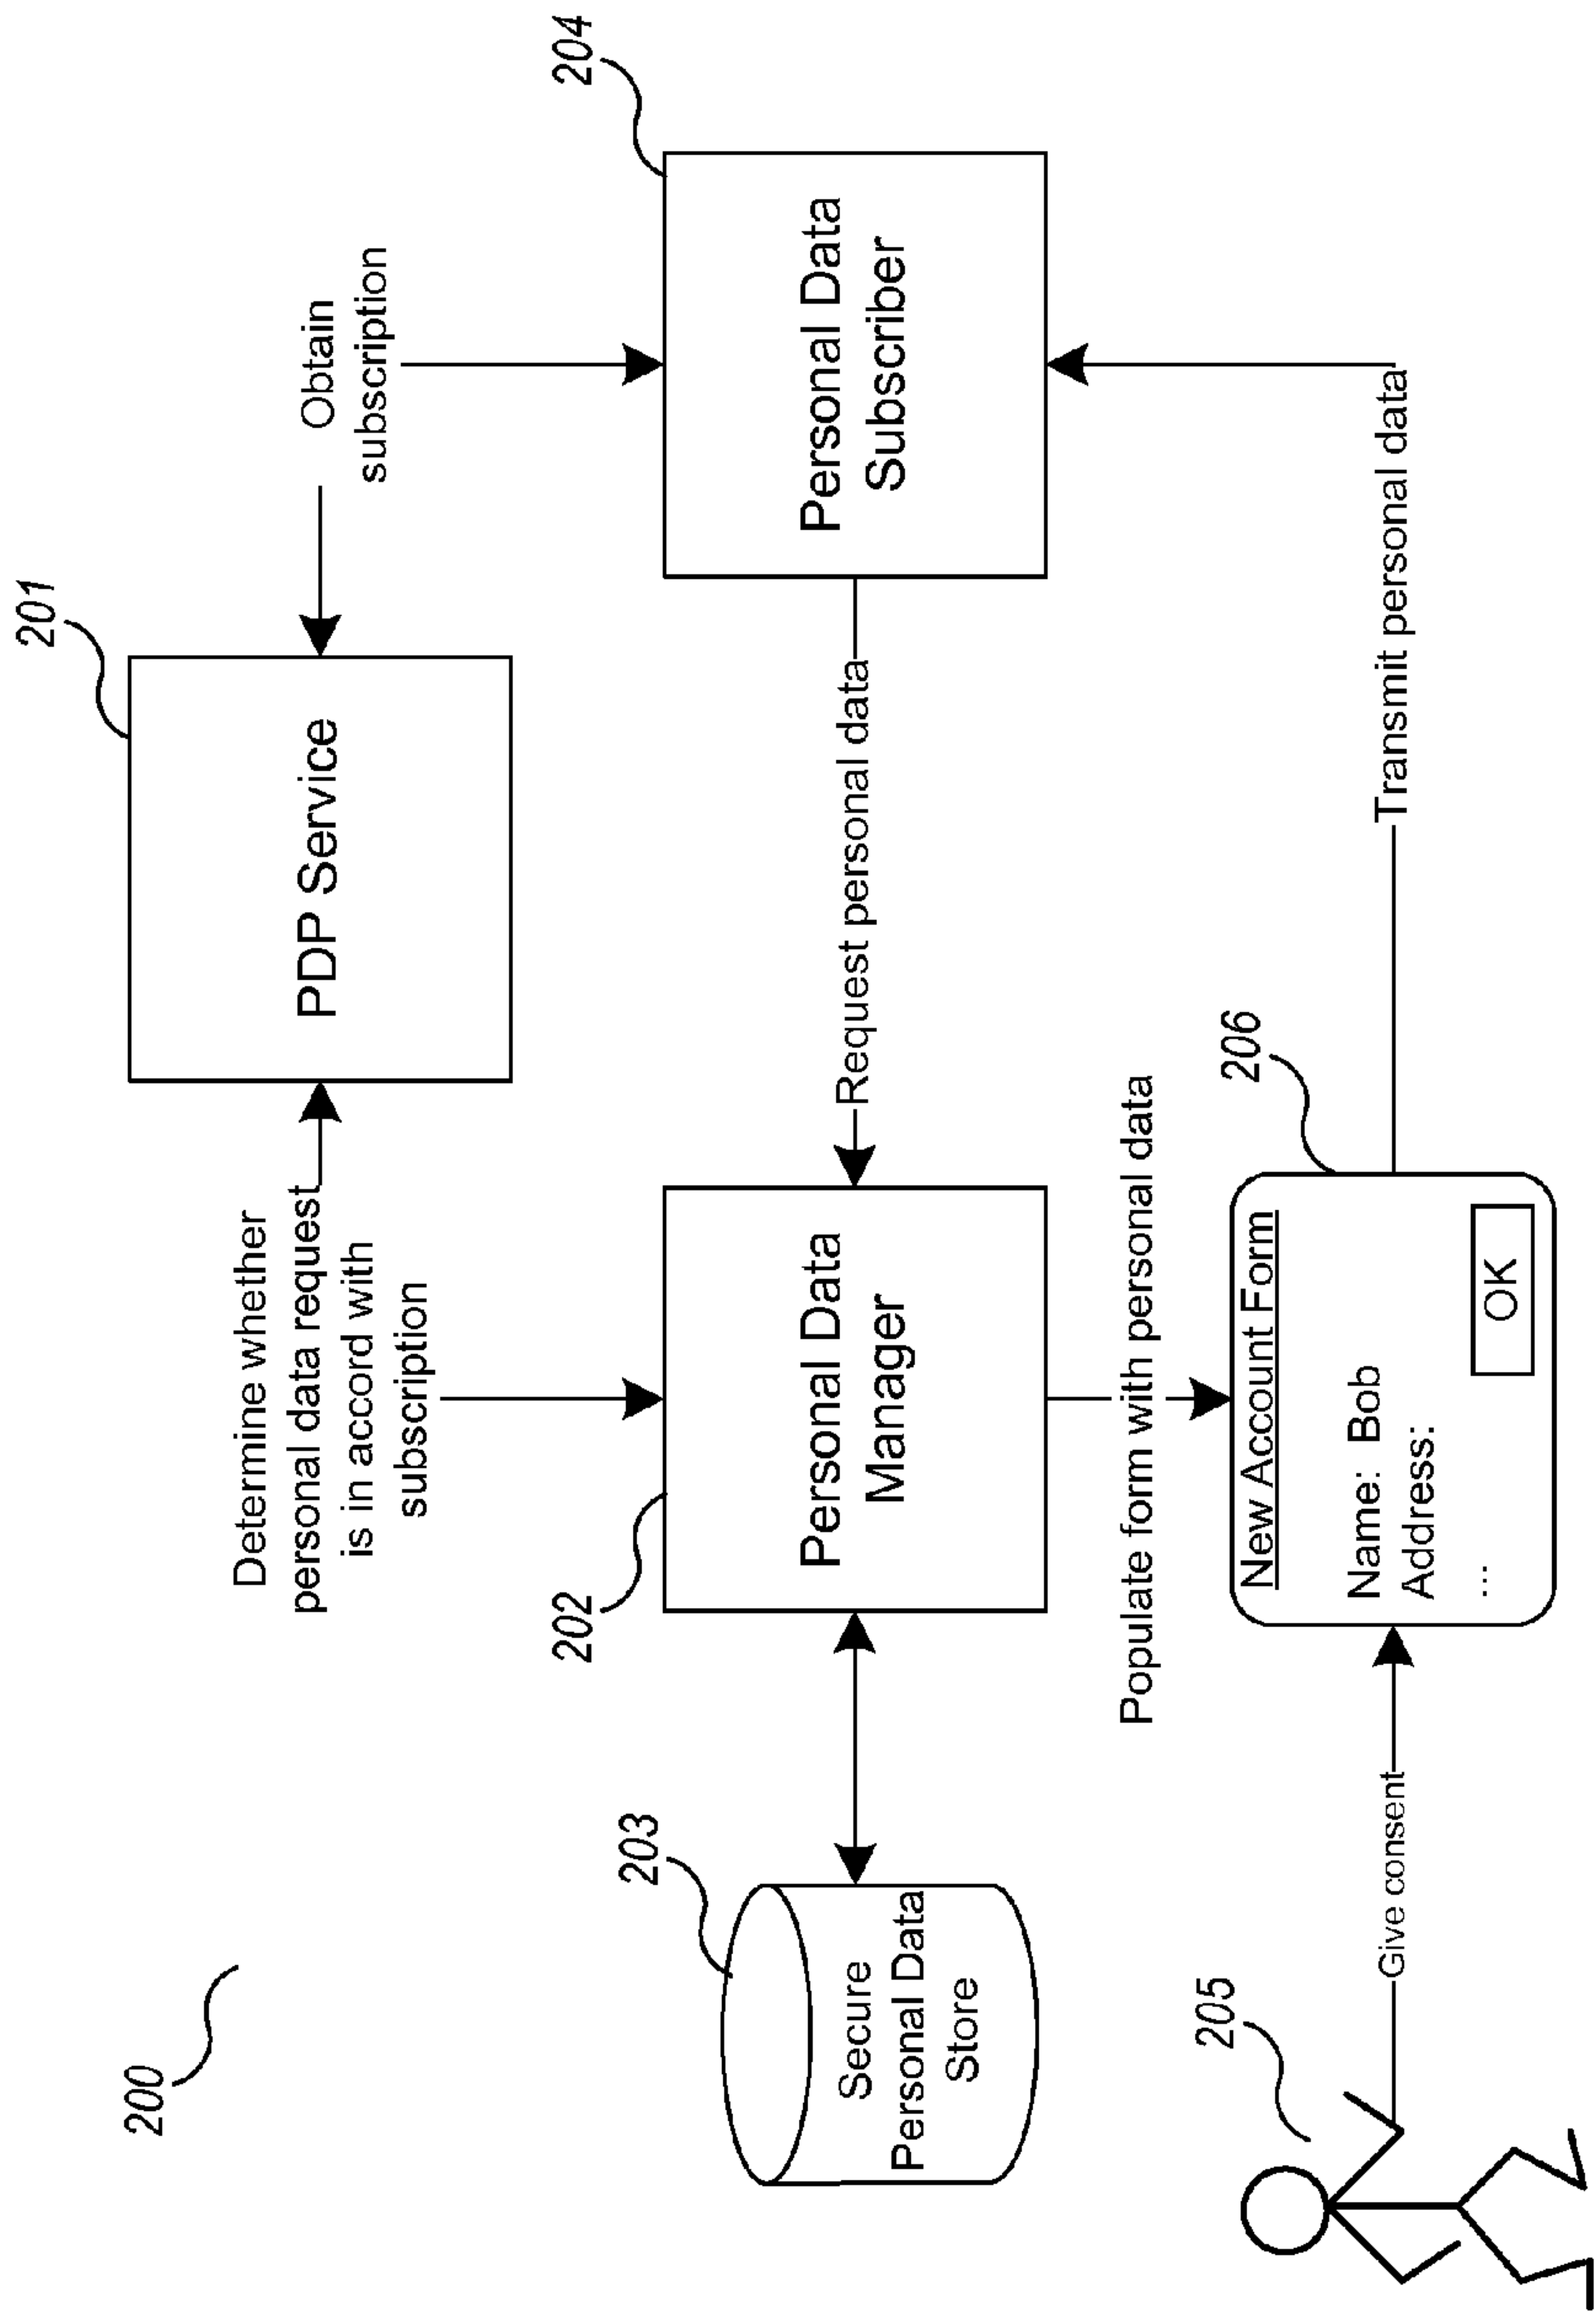 200
201
PDP Service
Obtain
subscription
Determine whether
personal data request
is in accord with
subscription
203
202
204
Secure
Personal Data
Store
Personal Data
Manager
Request personal data
Personal Data
Subscriber
Populate form with personal data
205
206
Give consent
New Account Form
Name: Bob
Address:
...
OK
Transmit personal data